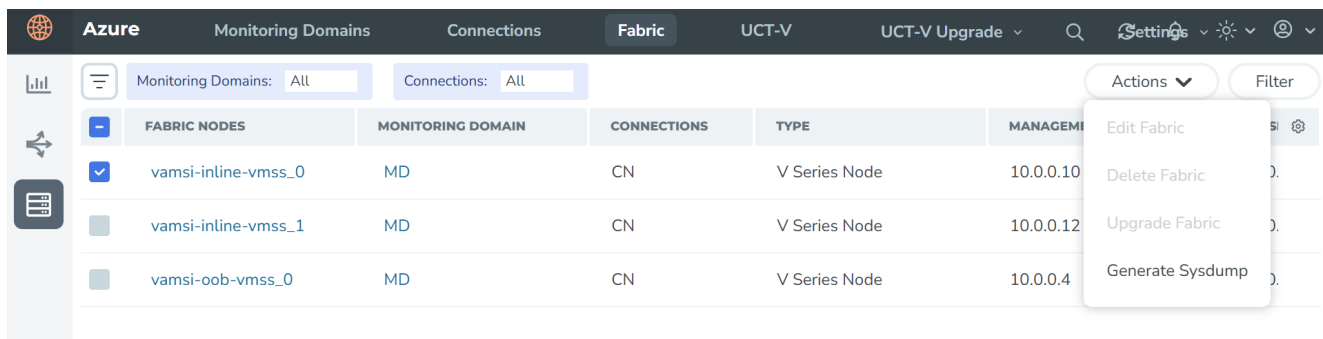 Azure Monitoring Domains Connections Fabric UCT-V UCT-V Upgrade Settings
Monitoring Domains: All Connections: All Actions Filter
FABRIC NODES MONITORING DOMAIN CONNECTIONS TYPE
vamsi-inline-vmss_0 MD CN V Series Node 10.0.0.10
vamsi-inline-vmss_1 MD CN V Series Node 10.0.0.12
vamsi-oob-vmss_0 MD CN V Series Node 10.0.0.4
Edit Fabric
Delete Fabric
Upgrade Fabric
Generate Sysdump